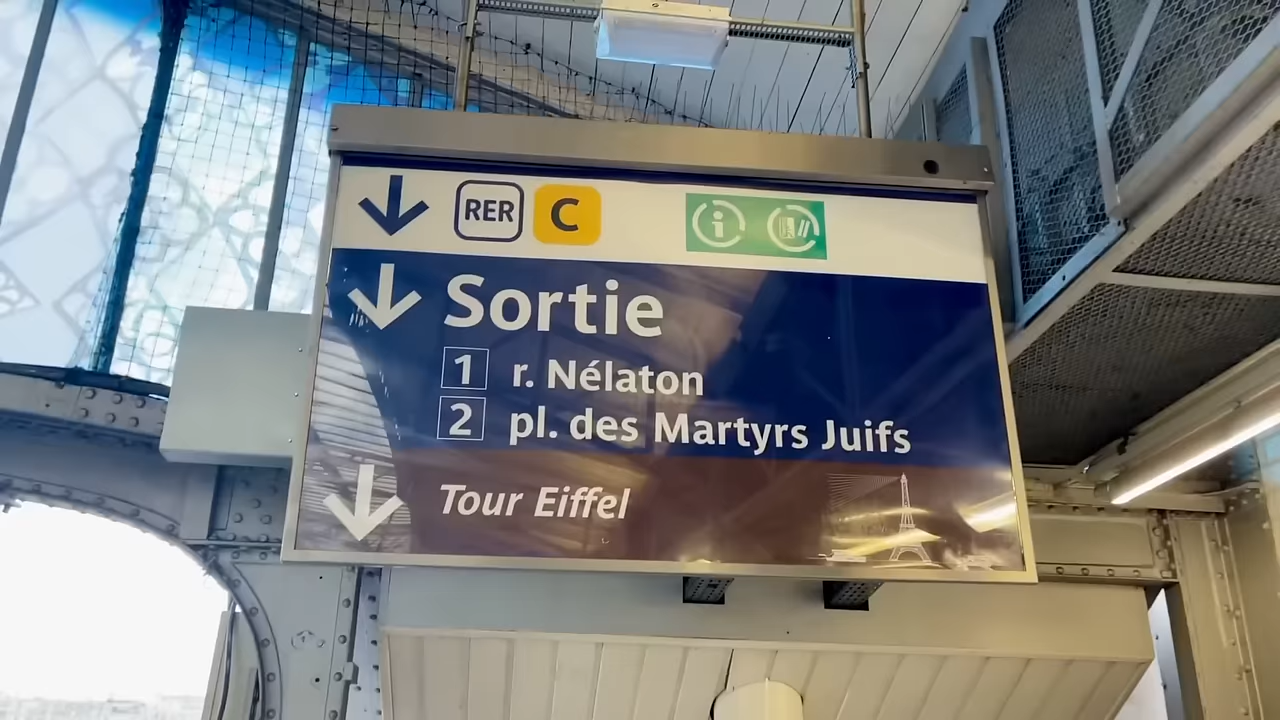 RER C i
Sortie
1 r. Nélaton
2 pl. des Martyrs Juifs
Tour Eiffel